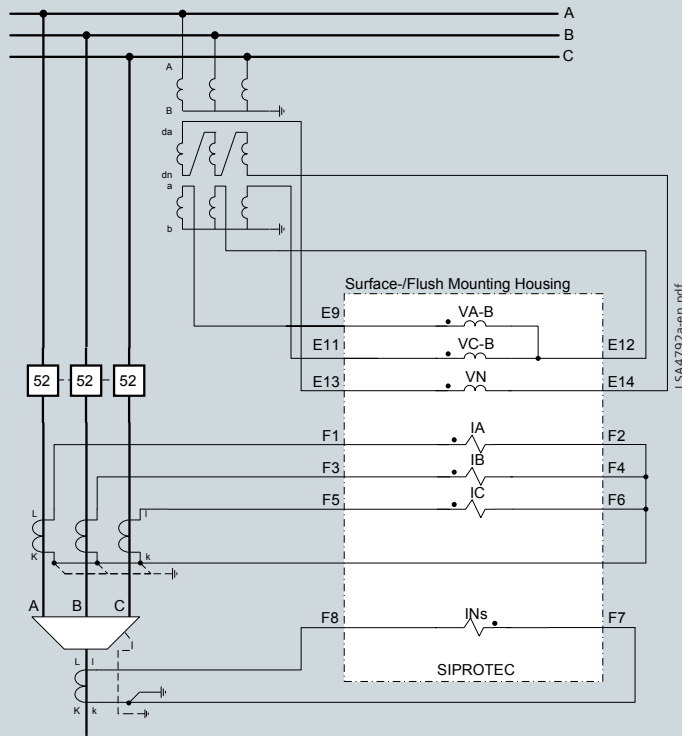 A
B
C
A
B
da
dn
a
b
Surface-/Flush Mounting Housing
E9
VA-B
E11
VC-B
E12
E13
VN
E14
LSA4792a-en.pdf
52
52
52
F1
IA
F2
F3
IB
F4
F5
IC
F6
L
l
K
k
A
B
C
F8
INs
F7
L
l
SIPROTEC
K
k